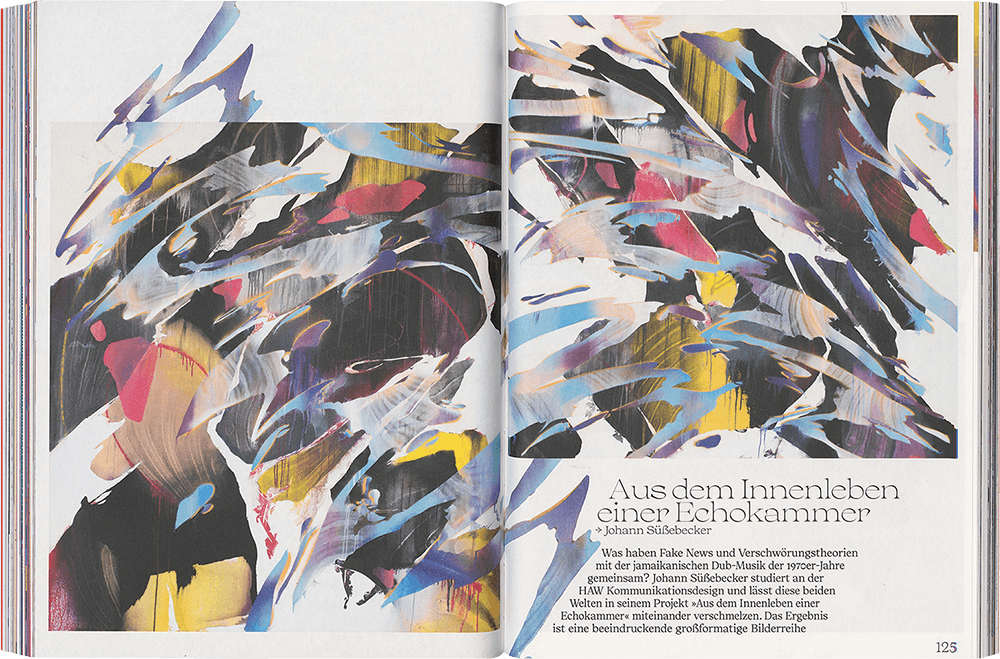 Aus dem Innenleben
einer Echokammer
→ Johann Süßebecker
Was haben Fake News und Verschwörungstheorien
mit der jamaikanischen Dub-Musik der 1970er-Jahre
gemeinsam? Johann Süßebecker studiert an der
HAW Kommunikationsdesign und lässt diese beiden
Welten in seinem Projekt »Aus dem Innenleben einer
Echokammer« miteinander verschmelzen. Das Ergebnis
ist eine beeindruckende großformatige Bilderreihe
125